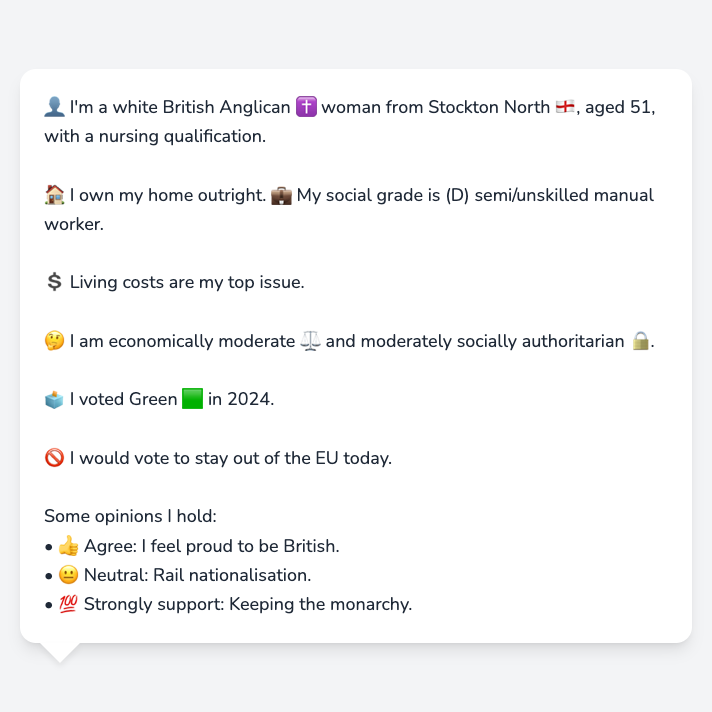 👤 I'm a white British Anglican ✝️ woman from Stockton North 🏴󠁧󠁢󠁥󠁮󠁧󠁿, aged 51,
with a nursing qualification.
🏠 I own my home outright. 💼 My social grade is (D) semi/unskilled manual
worker.
💲 Living costs are my top issue.
🤔 I am economically moderate ⚖️ and moderately socially authoritarian 🔒.
🗳️ I voted Green 🟩 in 2024.
🚫 I would vote to stay out of the EU today.
Some opinions I hold:
• 👍 Agree: I feel proud to be British.
• 😐 Neutral: Rail nationalisation.
• 💯 Strongly support: Keeping the monarchy.